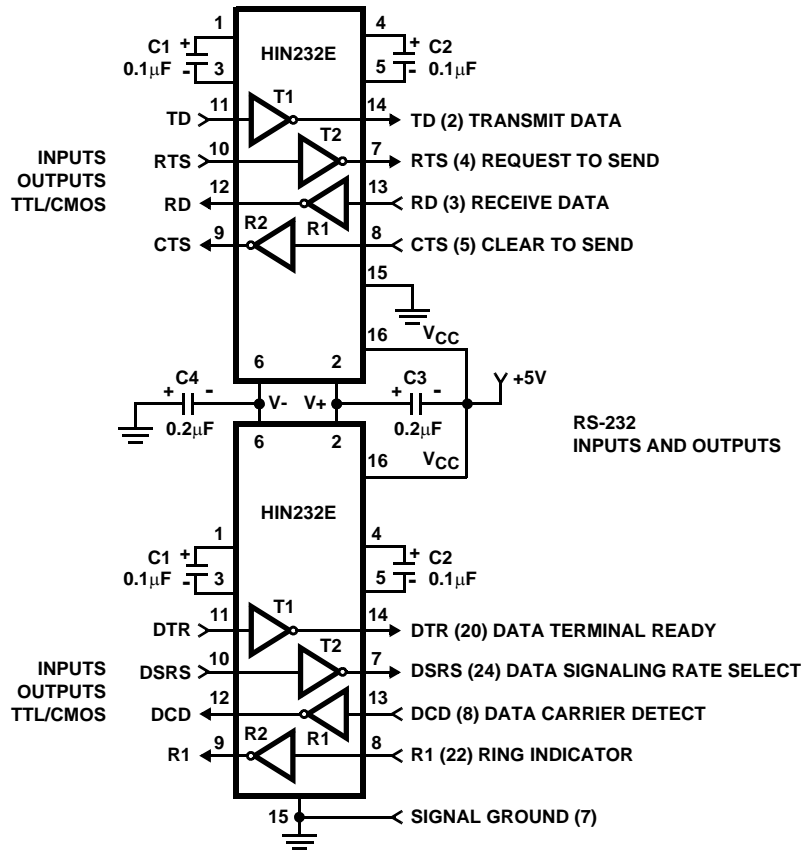 1
4
C1 +
HIN232E
+ C2
0.1μF - 3
5 - 0.1μF
11 T1 14
TD TD (2) TRANSMIT DATA
INPUTS
OUTPUTS
TTL/CMOS
10 T2 7
RTS RTS (4) REQUEST TO SEND
12 13
RD RD (3) RECEIVE DATA
9 R2 R1 8
CTS CTS (5) CLEAR TO SEND
15
16 VCC
6 2
C4 C3 +5V
+ - V- V+ + -
0.2μF 0.2μF
RS-232
INPUTS AND OUTPUTS
6 2
16 VCC
HIN232E
1 4
C1 + + C2
0.1μF - 3 5 - 0.1μF
11 T1 14
DTR DTR (20) DATA TERMINAL READY
INPUTS
OUTPUTS
TTL/CMOS
10 T2 7
DSRS DSRS (24) DATA SIGNALING RATE SELECT
12 13
DCD DCD (8) DATA CARRIER DETECT
9 R2 R1 8
R1 R1 (22) RING INDICATOR
15 SIGNAL GROUND (7)